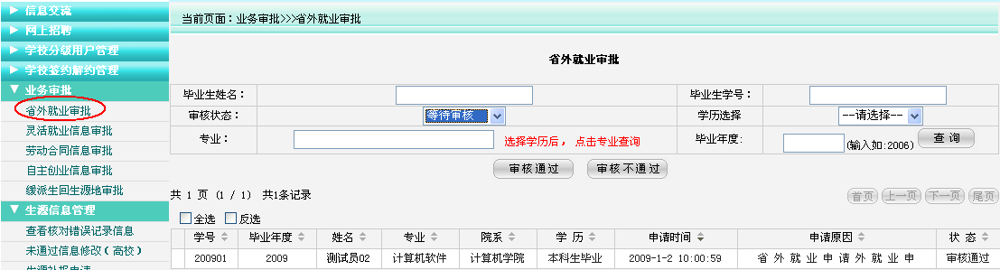 信息交流
网上招聘
学校分级用户管理
学校签约解约管理
业务审批
省外就业审批
灵活就业信息审批
劳动合同信息审批
自主创业信息审批
缓派生回生源地审批
生源信息管理
查看核对错误记录信息
未通过信息修改(高校)
生源补报申请
当前页面:业务审批>>>省外就业审批
省外就业审批
毕业生姓名: 毕业生学号:
审核状态: 等待审核 学历选择 --请选择--
专业: 选择学历后,点击专业查询 毕业年度: (输入如:2006) 查询
审核通过 审核不通过
共 1 页 (1 / 1) 共1条记录 首页 上一页 下一页 尾页
全选 反选
学号 毕业年度 姓名 专业 院系 学 历 申请时间 申请原因 状 态
200901 2009 测试员02 计算机软件 计算机学院 本科生毕业 2009-1-2 10:00:59 省 外 就 业 申 请 外 就 业 申 审核通过